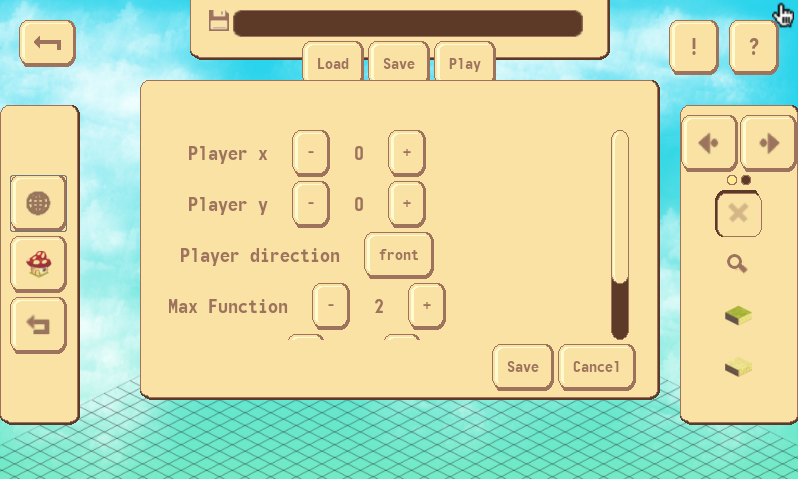 ! ?
Load Save Play
Player x - 0 +
Player y - 0 +
Player direction front
Max Function - 2 +
Save Cancel